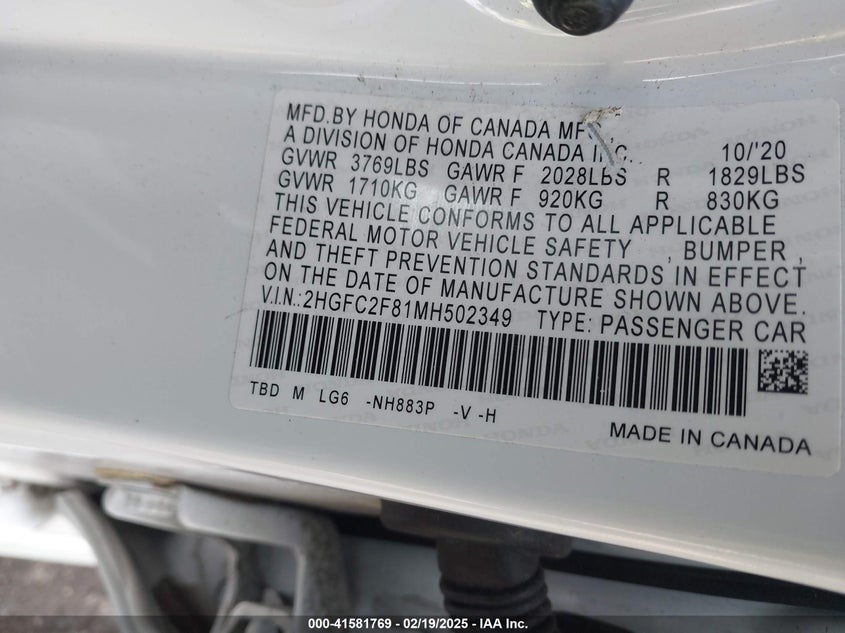 MFD.BY HONDA OF CANADA MFG.
A DIVISION OF HONDA CANADA INC. 10/'20
GVWR 3769LBS GAWR F 2028LBS R 1829LBS
GVWR 1710KG GAWR F 920KG R 830KG
THIS VEHICLE CONFORMS TO ALL APPLICABLE
FEDERAL MOTOR VEHICLE SAFETY , BUMPER ,
AND THEFT PREVENTION STANDARDS IN EFFECT
ON THE DATE OF MANUFACTURE SHOWN ABOVE.
V.I.N.: 2HGFC2F81MH502349 TYPE: PASSENGER CAR
TBD M LG6 -NH883P -V -H
MADE IN CANADA
000-41581769 - 02/19/2025 - IAA Inc.